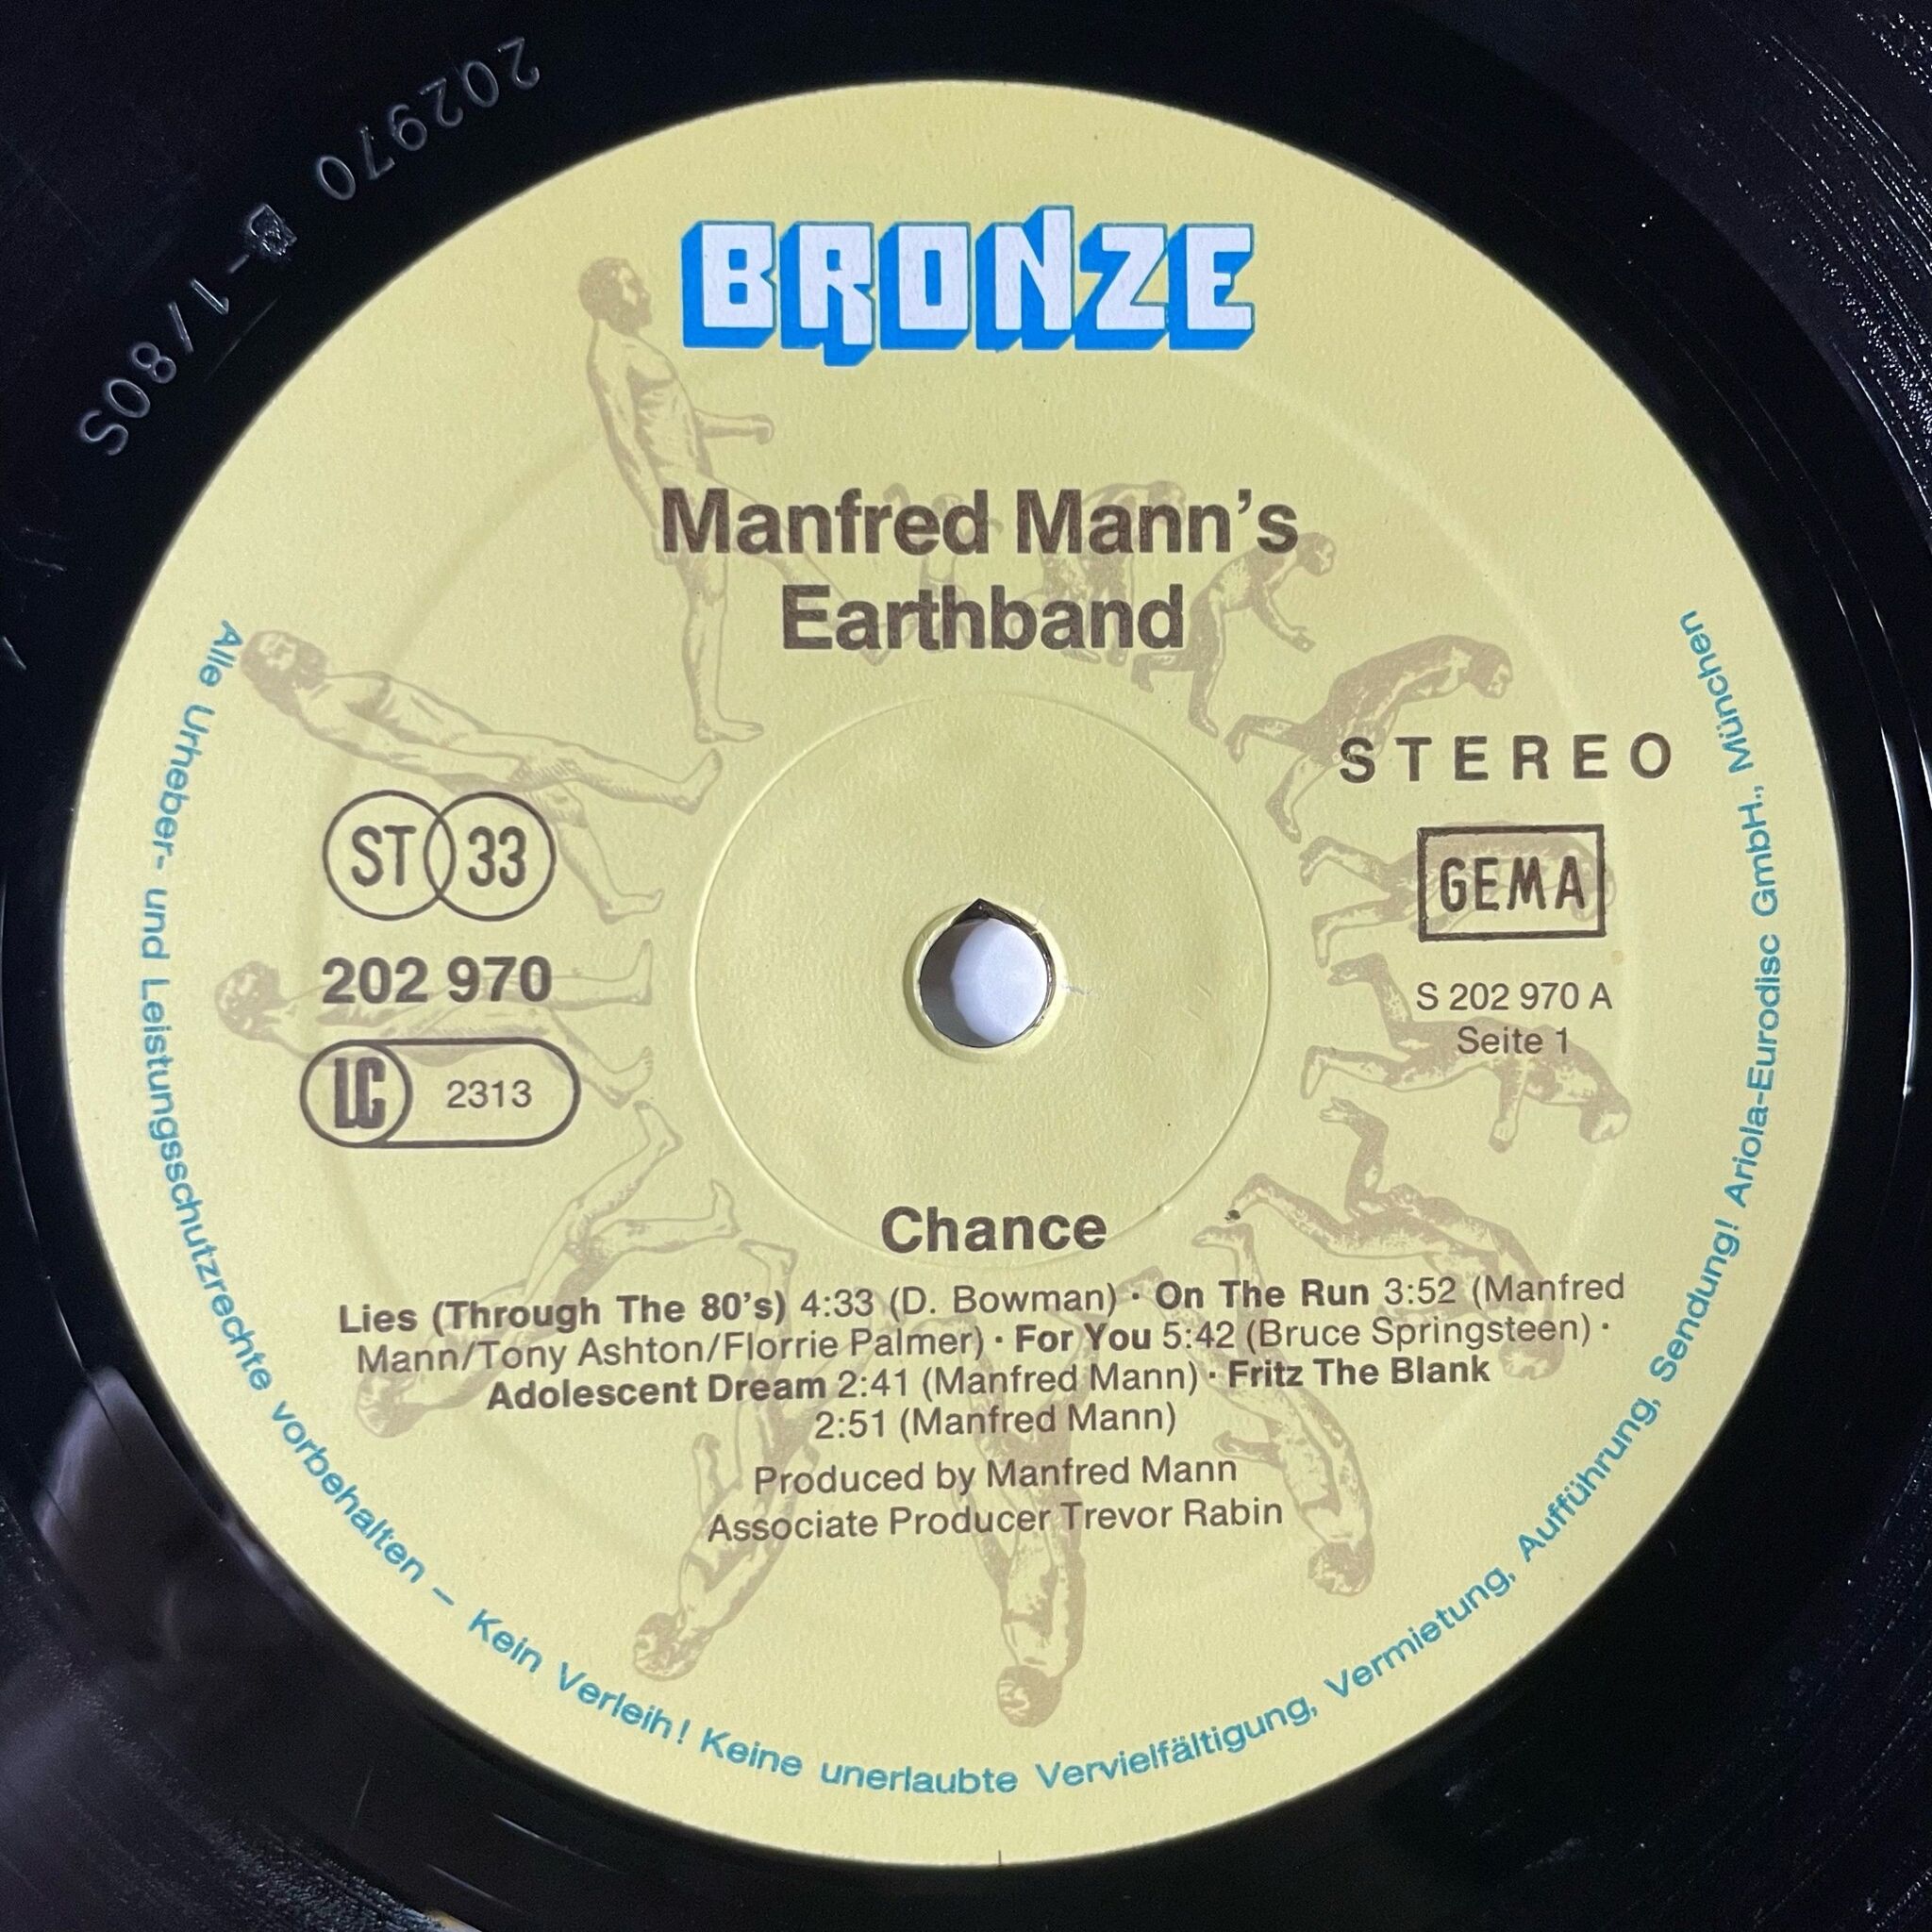 BRONZE
Manfred Mann's
Earthband
STEREO
ST 33
GEMA
202 970
S 202 970 A
Seite 1
LC 2313
Chance
Lies (Through The 80's) 4:33 (D. Bowman) · On The Run 3:52 (Manfred
Mann/Tony Ashton/Florrie Palmer) · For You 5:42 (Bruce Springsteen) ·
Adolescent Dream 2:41 (Manfred Mann) · Fritz The Blank
2:51 (Manfred Mann)
Produced by Manfred Mann
Associate Producer Trevor Rabin
Alle Urheber- und Leistungsschutzrechte vorbehalten – Kein Verleih! Keine unerlaubte Vervielfältigung, Vermietung, Aufführung, Sendung! Ariola-Eurodisc GmbH., München
202970 -1/80S